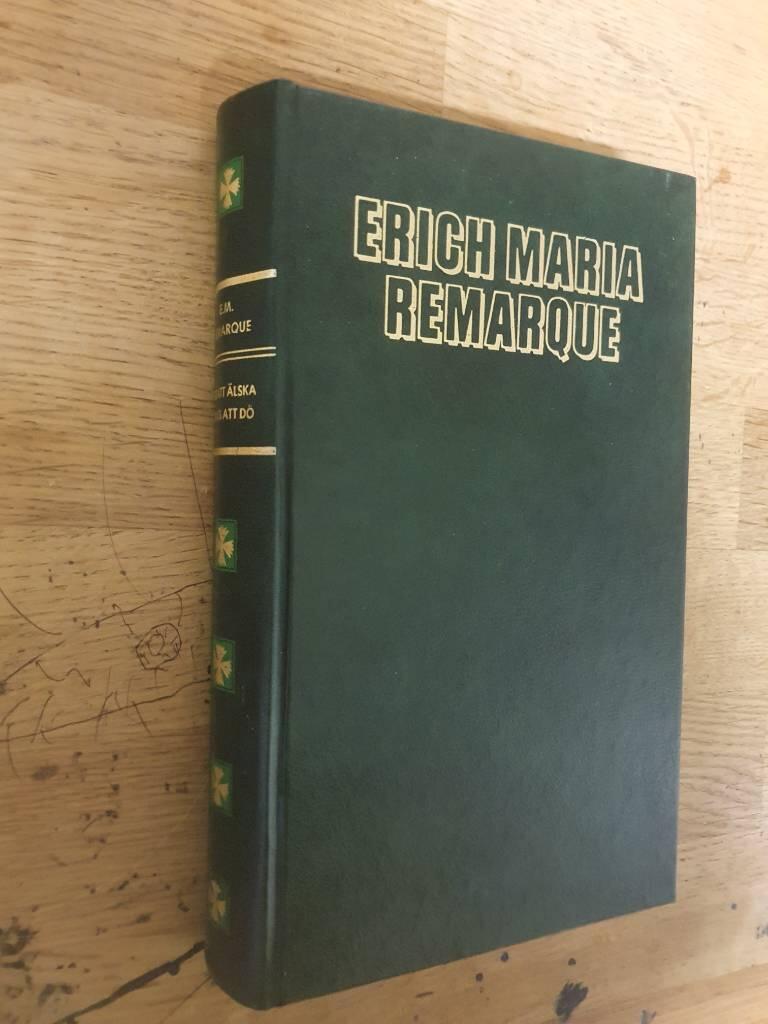 ERICH MARIA
REMARQUE
E.M.
ÄLSKA
ATT DÖ